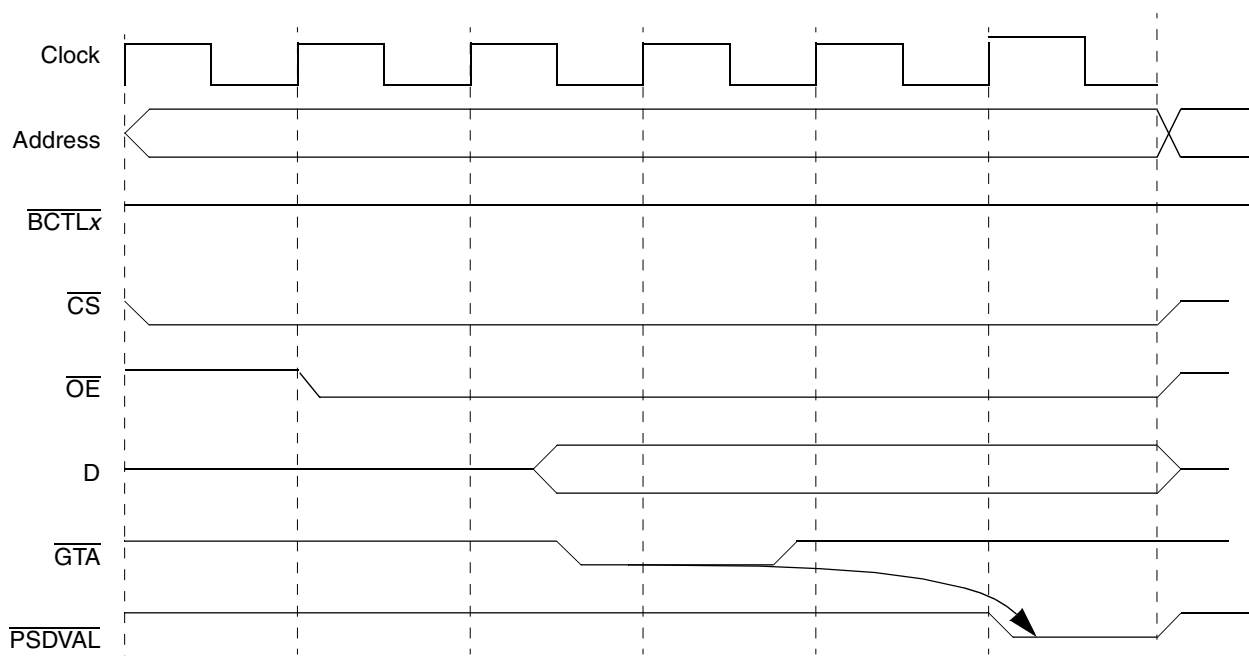 Clock
Address
BCTLx
CS
OE
D
GTA
PSDVAL